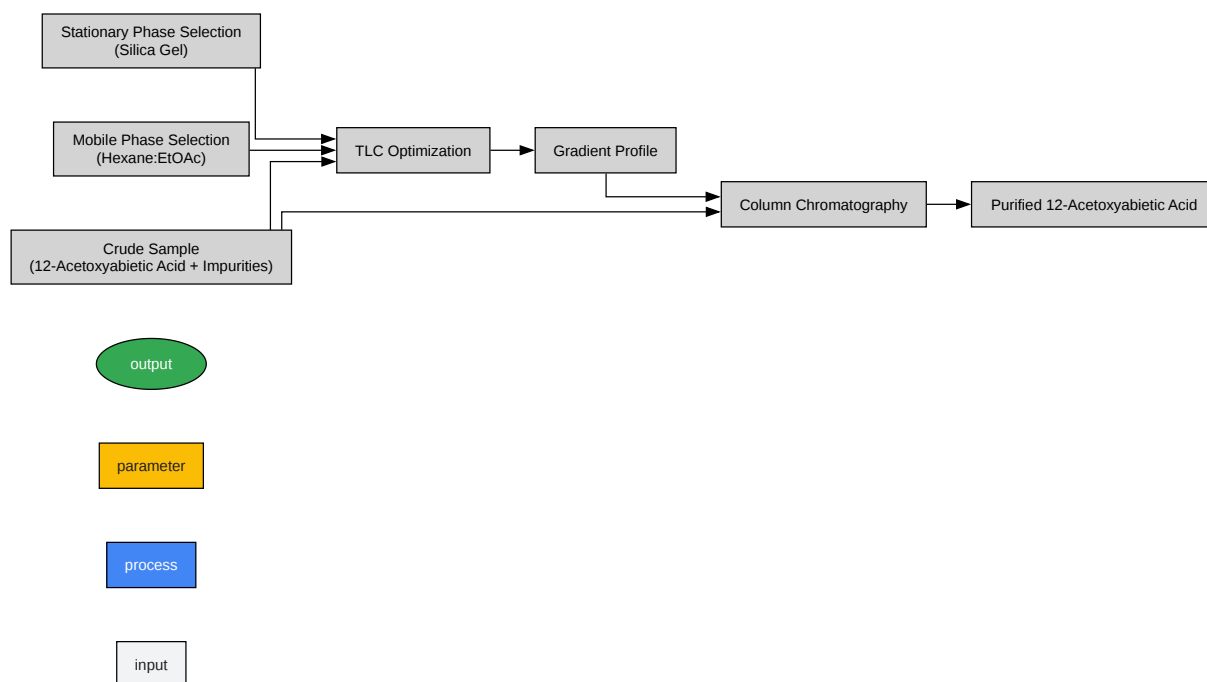 Stationary Phase Selection
(Silica Gel)
Mobile Phase Selection
(Hexane:EtOAc)
TLC Optimization
Gradient Profile
Column Chromatography
Purified 12-Acetoxyabietic Acid
Crude Sample
(12-Acetoxyabietic Acid + Impurities)
output
parameter
process
input